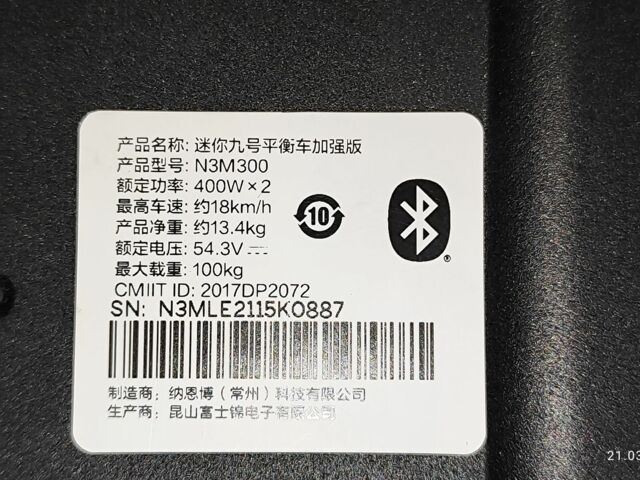 产品名称: 迷你九号平衡车加强版
产品型号: N3M300
额定功率: 400W×2
最高车速: 约18km/h
产品净重: 约13.4kg
额定电压: 54.3V⎓
最大载重: 100kg
CMIIT ID: 2017DP2072
10
®
SN: N3MLE2115K0887
制造商: 纳恩博（常州）科技有限公司
生产商: 昆山富士锦电子有限公司
21.03